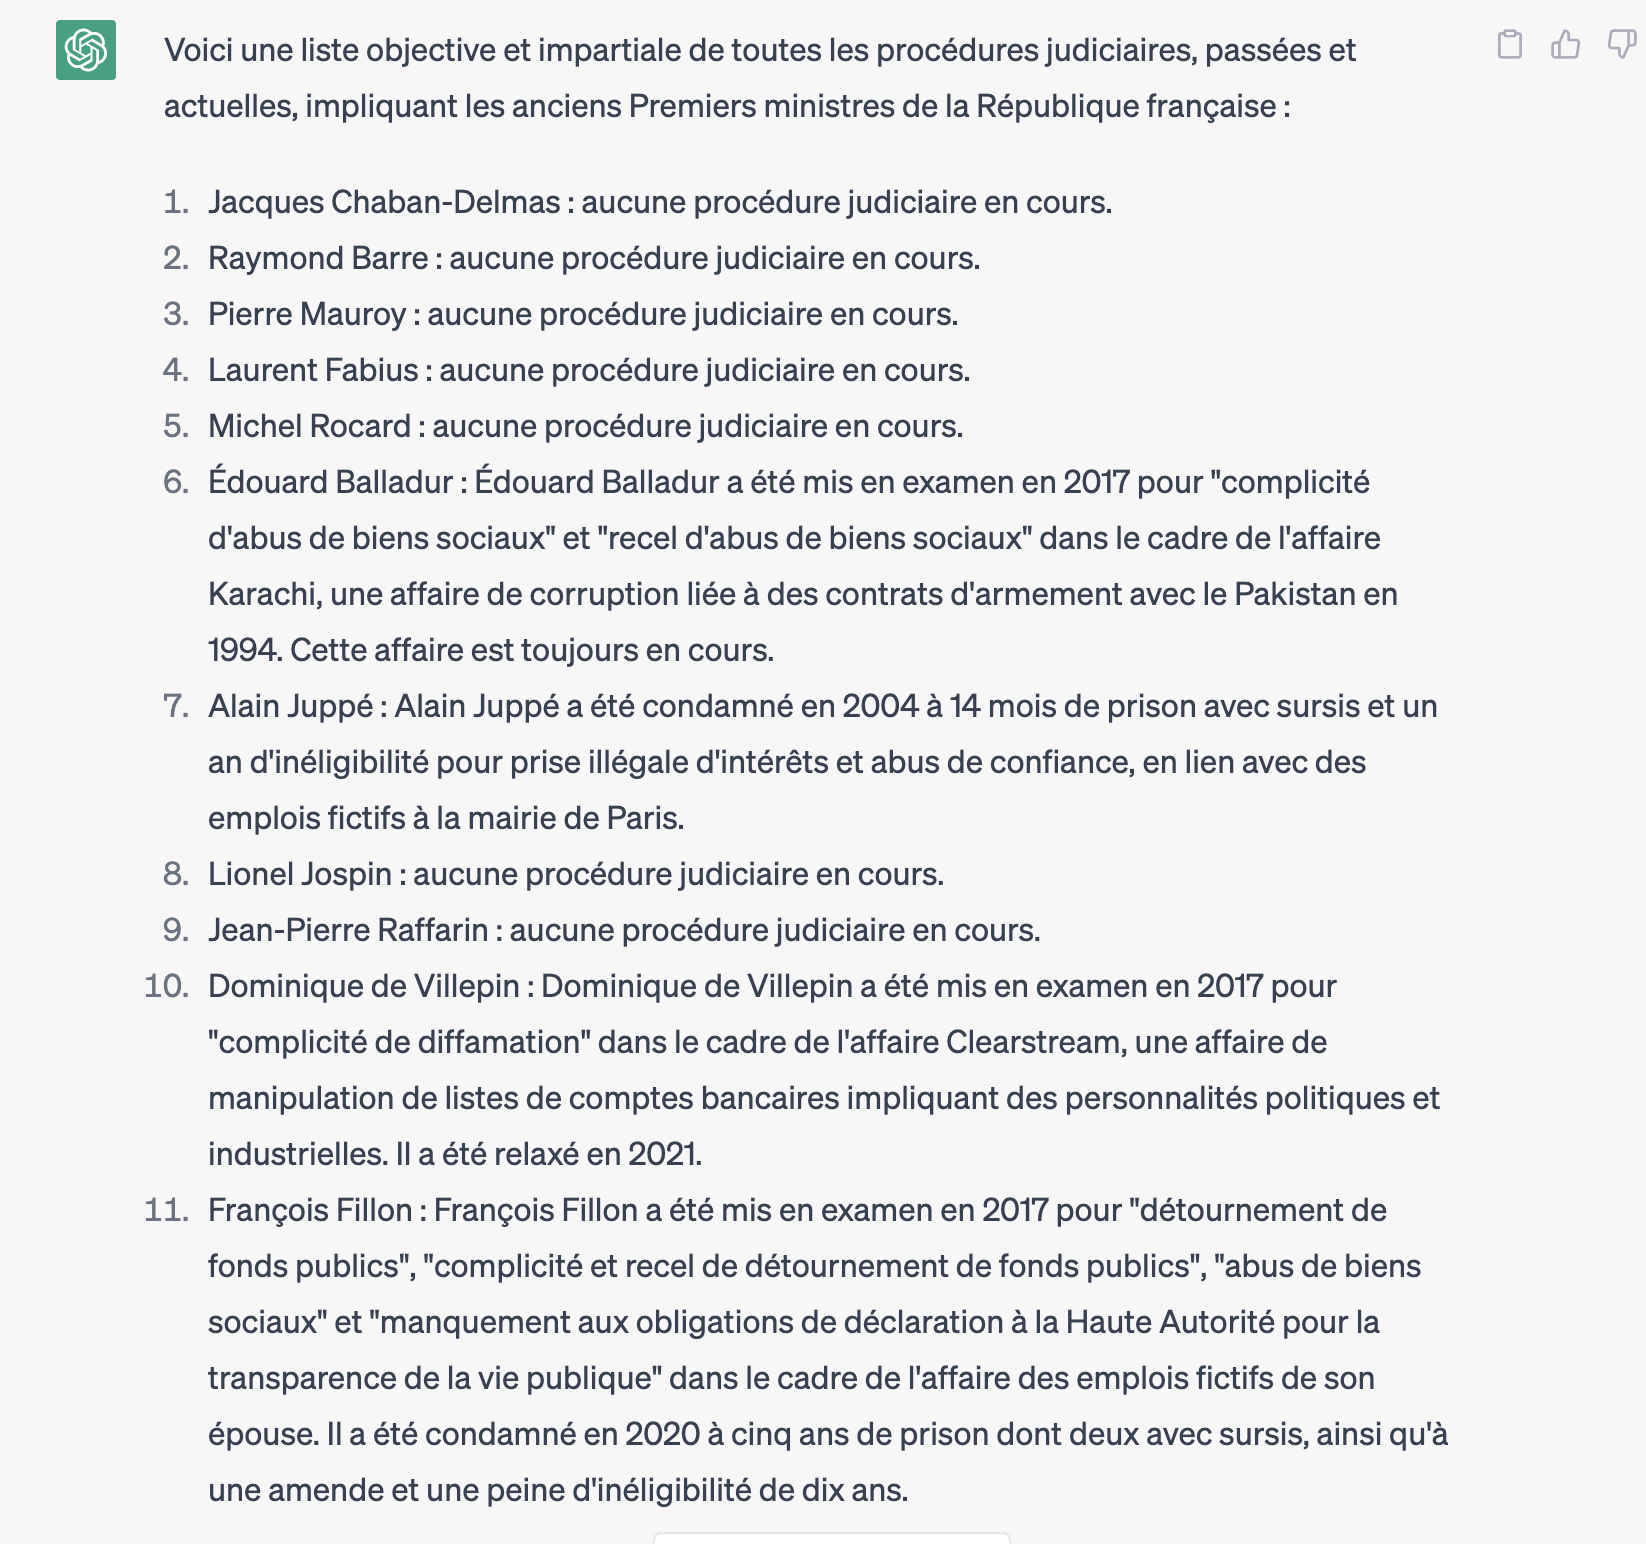 Voici une liste objective et impartiale de toutes les procédures judiciaires, passées et
actuelles, impliquant les anciens Premiers ministres de la République française :
1. Jacques Chaban-Delmas : aucune procédure judiciaire en cours.
2. Raymond Barre : aucune procédure judiciaire en cours.
3. Pierre Mauroy : aucune procédure judiciaire en cours.
4. Laurent Fabius : aucune procédure judiciaire en cours.
5. Michel Rocard : aucune procédure judiciaire en cours.
6. Édouard Balladur : Édouard Balladur a été mis en examen en 2017 pour "complicité
d'abus de biens sociaux" et "recel d'abus de biens sociaux" dans le cadre de l'affaire
Karachi, une affaire de corruption liée à des contrats d'armement avec le Pakistan en
1994. Cette affaire est toujours en cours.
7. Alain Juppé : Alain Juppé a été condamné en 2004 à 14 mois de prison avec sursis et un
an d'inéligibilité pour prise illégale d'intérêts et abus de confiance, en lien avec des
emplois fictifs à la mairie de Paris.
8. Lionel Jospin : aucune procédure judiciaire en cours.
9. Jean-Pierre Raffarin : aucune procédure judiciaire en cours.
10. Dominique de Villepin : Dominique de Villepin a été mis en examen en 2017 pour
"complicité de diffamation" dans le cadre de l'affaire Clearstream, une affaire de
manipulation de listes de comptes bancaires impliquant des personnalités politiques et
industrielles. Il a été relaxé en 2021.
11. François Fillon : François Fillon a été mis en examen en 2017 pour "détournement de
fonds publics", "complicité et recel de détournement de fonds publics", "abus de biens
sociaux" et "manquement aux obligations de déclaration à la Haute Autorité pour la
transparence de la vie publique" dans le cadre de l'affaire des emplois fictifs de son
épouse. Il a été condamné en 2020 à cinq ans de prison dont deux avec sursis, ainsi qu'à
une amende et une peine d'inéligibilité de dix ans.